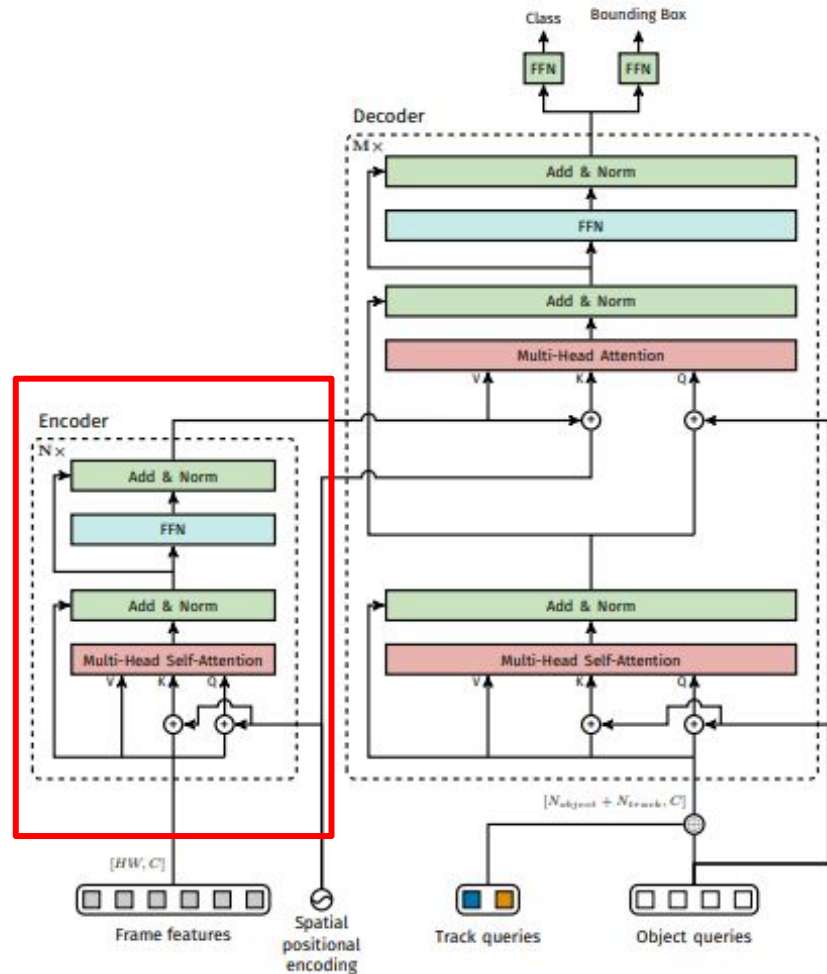 Class
Bounding Box
FFN
FFN
Decoder
M×
Add & Norm
FFN
Add & Norm
Multi-Head Attention
V
K
Q
Encoder
N×
Add & Norm
FFN
Add & Norm
Multi-Head Self-Attention
V
K
Q
Add & Norm
Multi-Head Self-Attention
V
K
Q
[N_object + N_track, C]
[HW, C]
Frame features
Spatial
positional
encoding
Track queries
Object queries